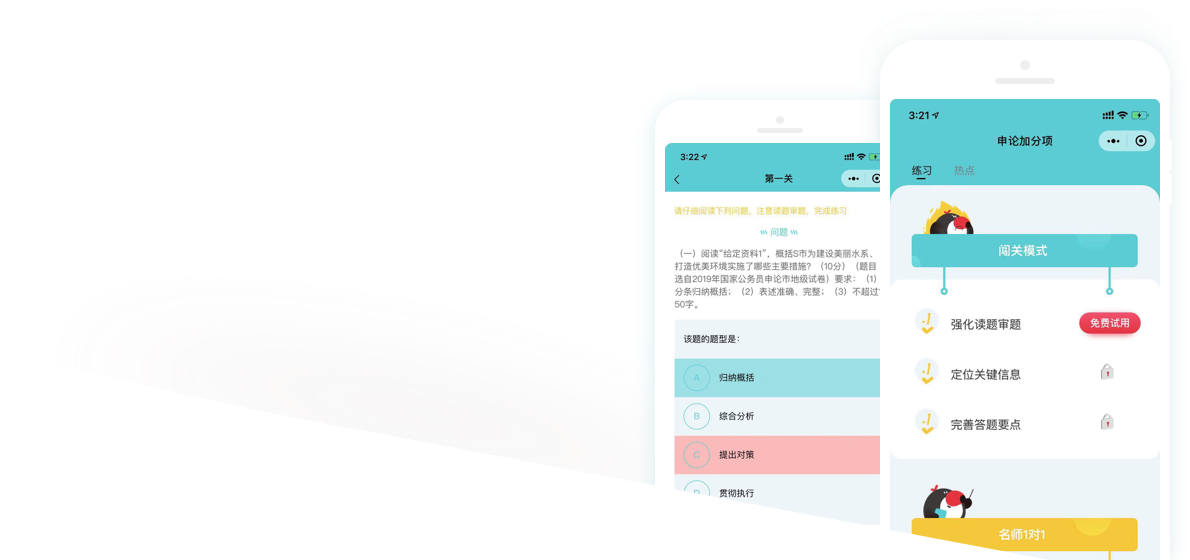 3:22
第一关
请仔细阅读下列问题，注意读题审题，完成练习
问题
（一）阅读“给定资料1”，概括S市为建设美丽水系、
打造优美环境实施了哪些主要措施？（10分）（题目
选自2019年国家公务员申论市地级试卷）要求：（1）
分条归纳概括；（2）表述准确、完整；（3）不超过
50字。
该题的题型是：
A 归纳概括
B 综合分析
C 提出对策
D 贯彻执行
3:21
申论加分项
练习 热点
闯关模式
强化读题审题 免费试用
定位关键信息
完善答题要点
名师1对1